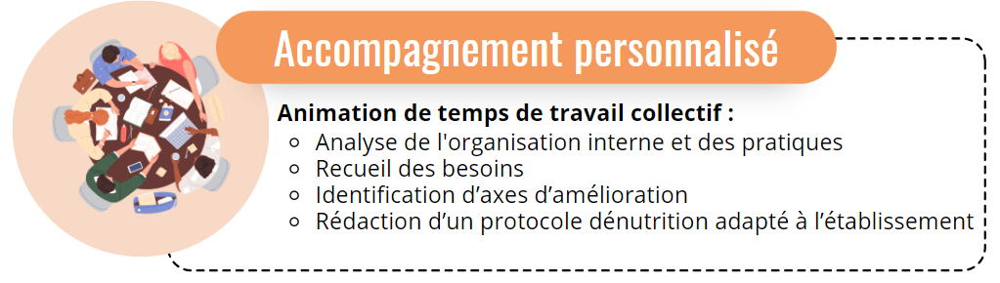 Accompagnement personnalisé
Animation de temps de travail collectif :
Analyse de l'organisation interne et des pratiques
Recueil des besoins
Identification d’axes d’amélioration
Rédaction d’un protocole dénutrition adapté à l’établissement